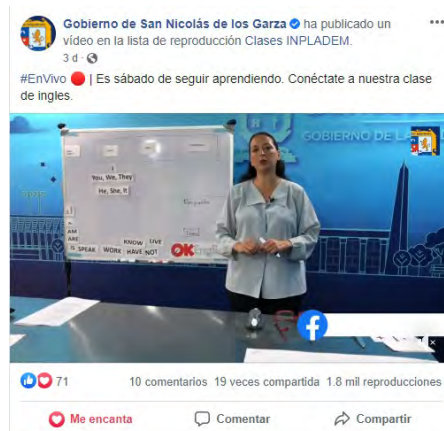 Gobierno de San Nicolás de los Garza ha publicado un
vídeo en la lista de reproducción Clases INPLADEM.
3 d ·
#EnVivo | Es sábado de seguir aprendiendo. Conéctate a nuestra clase
de ingles.
GOBIERNO DE LA
I
You, We, They
He, She, It
AM
ARE
IS SPEAK WORK KNOW LIVE
HAVE NOT
OK
71
10 comentarios 19 veces compartida 1.8 mil reproducciones
Me encanta Comentar Compartir